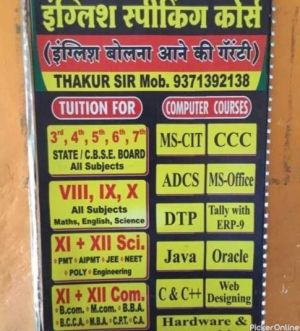 इंग्लिश स्पीकिंग कोर्स
(इंग्लिश बोलना आने की गॅरंटी)
THAKUR SIR Mob. 9371392138
TUITION FOR
3rd, 4th, 5th, 6th, 7th
STATE / C.B.S.E. BOARD
All Subjects
VIII, IX, X
All Subjects
Maths, English, Science
XI + XII Sci.
• PMT • AIPMT • JEE • NEET
• POLY • Engineering
XI + XII Com.
• B.com. • M.com. • B.B.A.
• B.C.C.A. • M.B.A. • C.P.T. • C.A.
COMPUTER COURSES
MS-CIT
CCC
ADCS
MS-Office
DTP
Tally with
ERP-9
Java
Oracle
C & C++
Web
Designing
Hardware &
PickerOnline